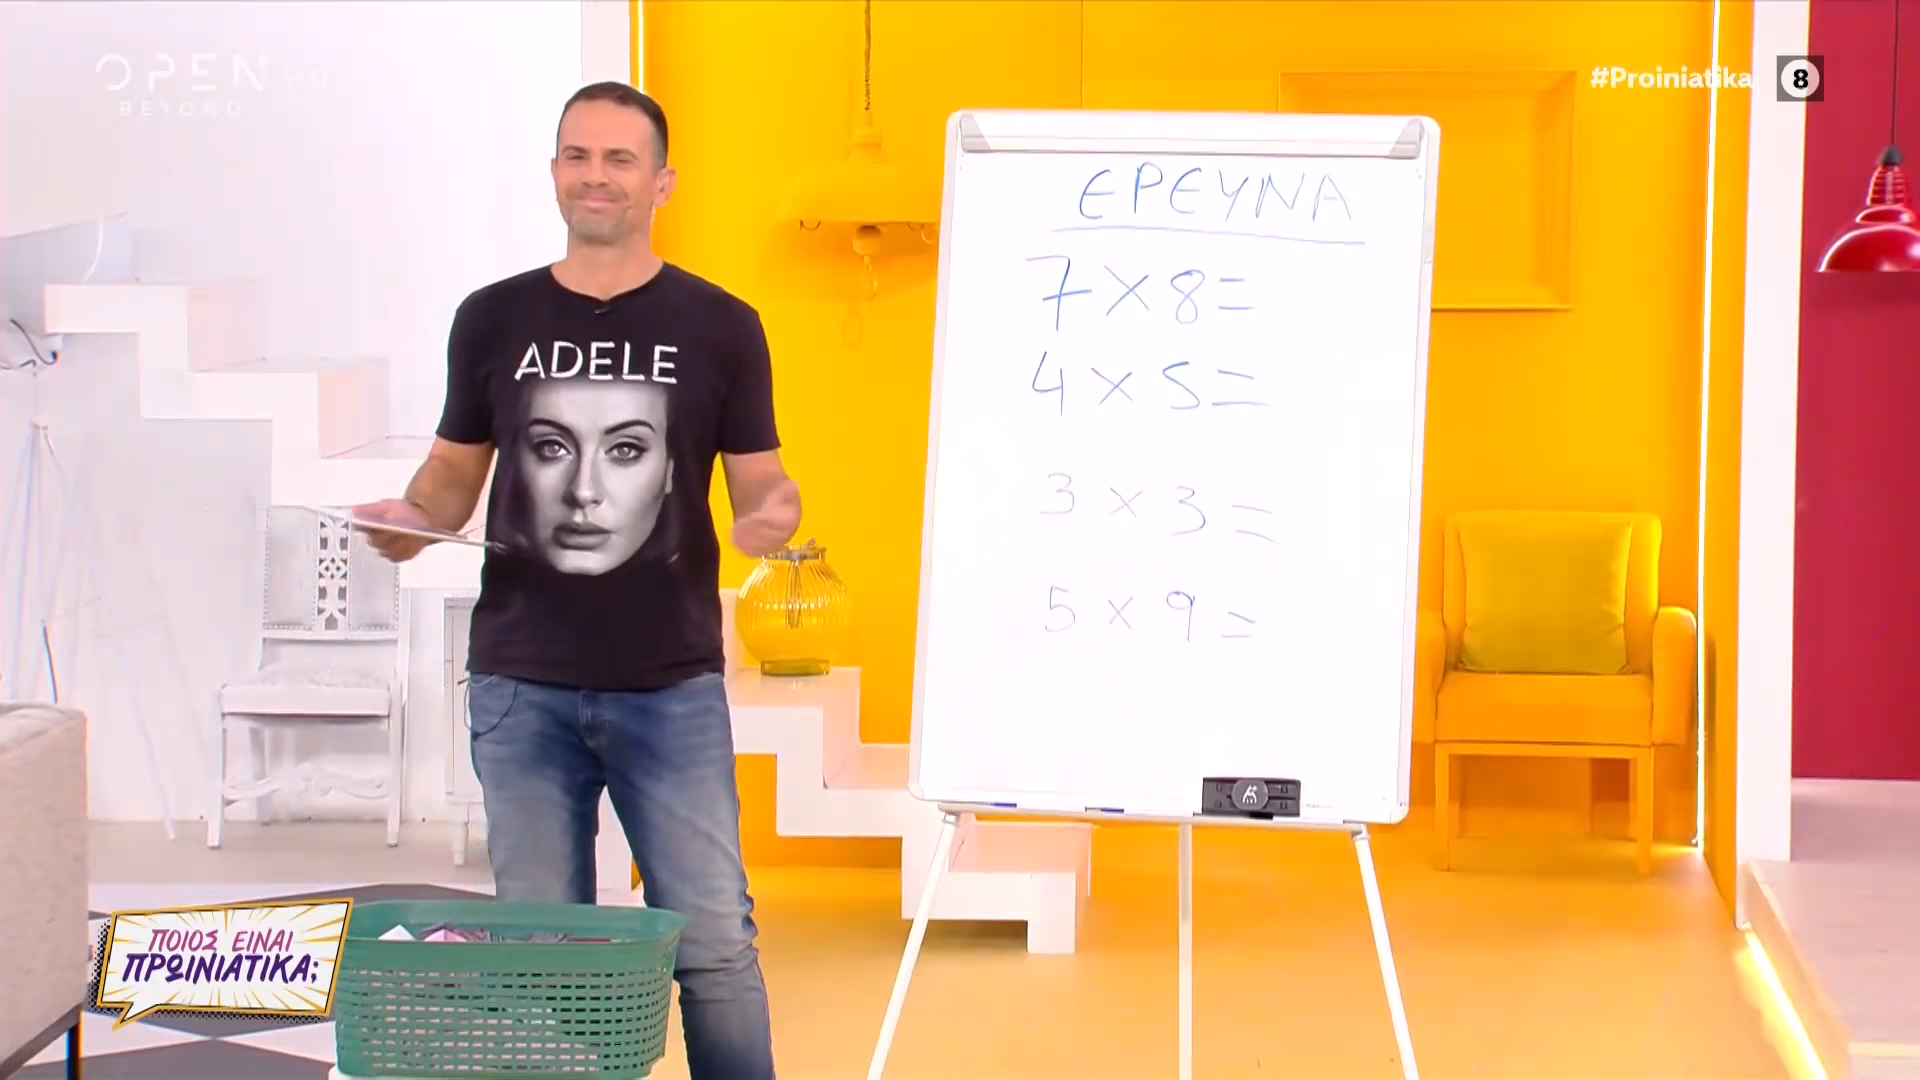 OPEN
BEYOND
#Proiniatika 8
ΕΡΕΥΝΑ
7 × 8 =
4 × 5 =
3 × 3 =
5 × 9 =
ADELE
ΠΟΙΟΣ ΕΙΝΑΙ
ΠΡΩΙΝΙΑΤΙΚΑ;